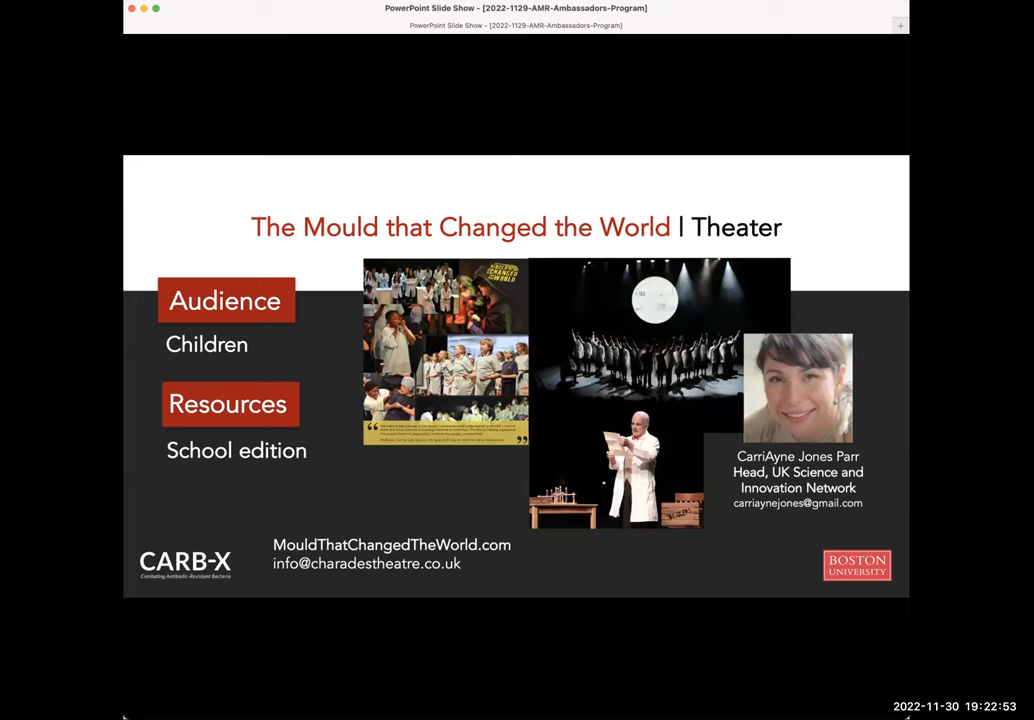 PowerPoint Slide Show - [2022-1129-AMR-Ambassadors-Program]
PowerPoint Slide Show - [2022-1129-AMR-Ambassadors-Program]
The Mould that Changed the World | Theater
Audience
Children
Resources
School edition
CHANGED
WORLD
CarriAyne Jones Parr
Head, UK Science and
Innovation Network
carriaynejones@gmail.com
MouldThatChangedTheWorld.com
info@charadestheatre.co.uk
CARB-X
Combating Antibiotic-Resistant Bacteria
BOSTON
UNIVERSITY
2022-11-30 19:22:53